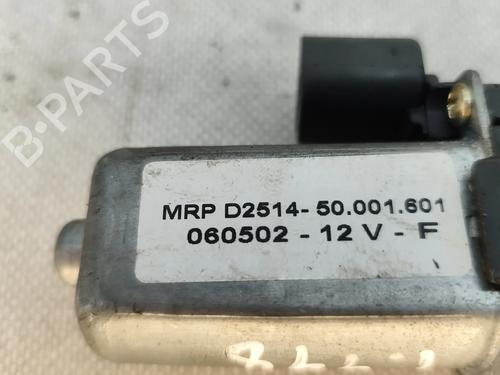 B-PARTS
MRP D2514-50.001.601
060502 - 12 V - F